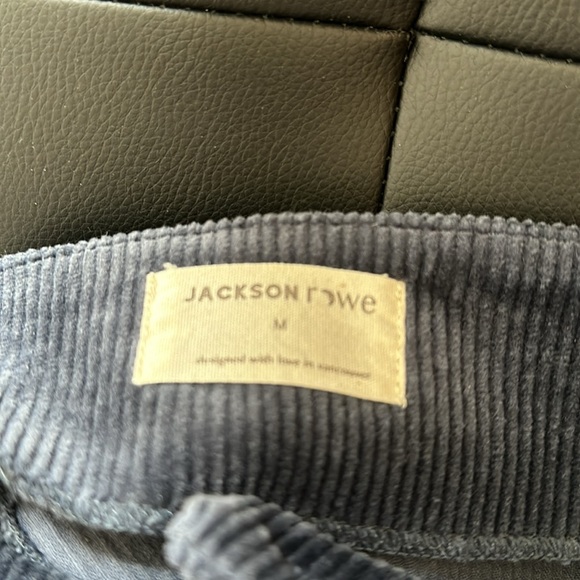 JACKSON rowe
M
designed with love in vancouver